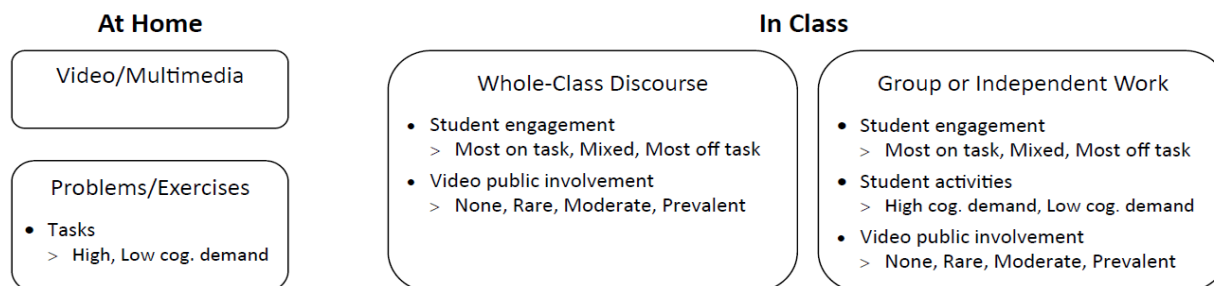 At Home
Video/Multimedia
Problems/Exercises
• Tasks
> High, Low cog. demand
In Class
Whole-Class Discourse
• Student engagement
> Most on task, Mixed, Most off task
• Video public involvement
> None, Rare, Moderate, Prevalent
Group or Independent Work
• Student engagement
> Most on task, Mixed, Most off task
• Student activities
> High cog. demand, Low cog. demand
• Video public involvement
> None, Rare, Moderate, Prevalent